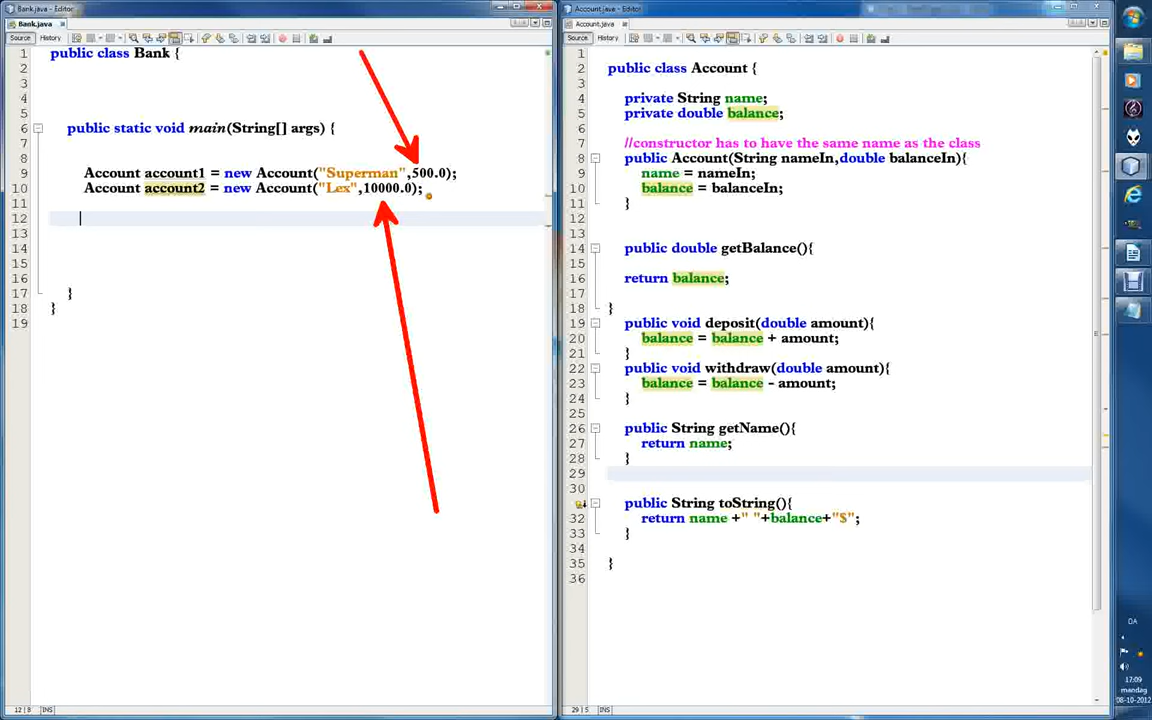 Bank.java - Editor
Bank.java
Source History
1 public class Bank {
2
3
4
5
6 public static void main(String[] args) {
7
8
9 Account account1 = new Account("Superman",500.0);
10 Account account2 = new Account("Lex",10000.0);
11
12
13
14
15
16
17 }
18 }
19
INS
Account.java - Editor
Account.java
Source History
1
2 public class Account {
3
4 private String name;
5 private double balance;
6
7 //constructor has to have the same name as the class
8 public Account(String nameIn,double balanceIn){
9 name = nameIn;
10 balance = balanceIn;
11 }
12
13
14 public double getBalance(){
15
16 return balance;
17
18 }
19 public void deposit(double amount){
20 balance = balance + amount;
21 }
22 public void withdraw(double amount){
23 balance = balance - amount;
24 }
25
26 public String getName(){
27 return name;
28 }
29
30
public String toString(){
32 return name +" "+balance+"$";
33 }
34
35 }
36
INS
DA
17:09
mandag
08-10-2012